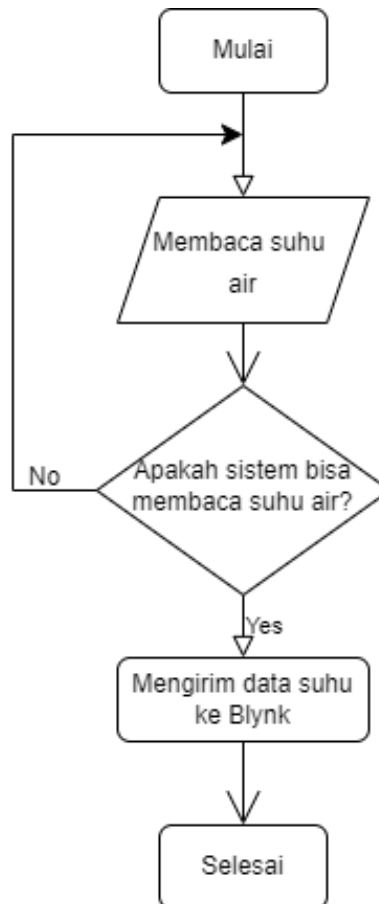 Mulai
Membaca suhu
air
Apakah sistem bisa
membaca suhu air?
No
Yes
Mengirim data suhu
ke Blynk
Selesai